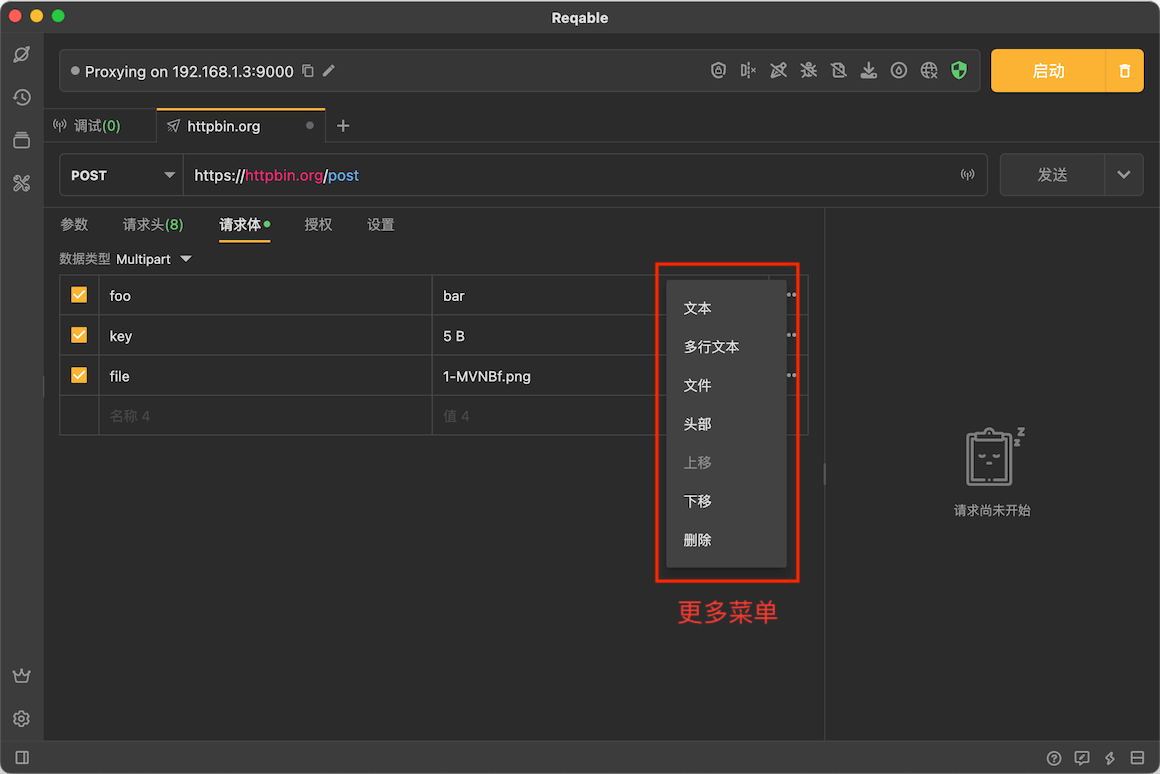 Reqable
Proxying on 192.168.1.3:9000
启动
调试(0)
httpbin.org
POST
https://httpbin.org/post
发送
参数
请求头(8)
请求体
授权
设置
数据类型 Multipart
foo
bar
key
5 B
file
1-MVNBf.png
名称 4
值 4
文本
多行文本
文件
头部
上移
下移
删除
更多菜单
请求尚未开始